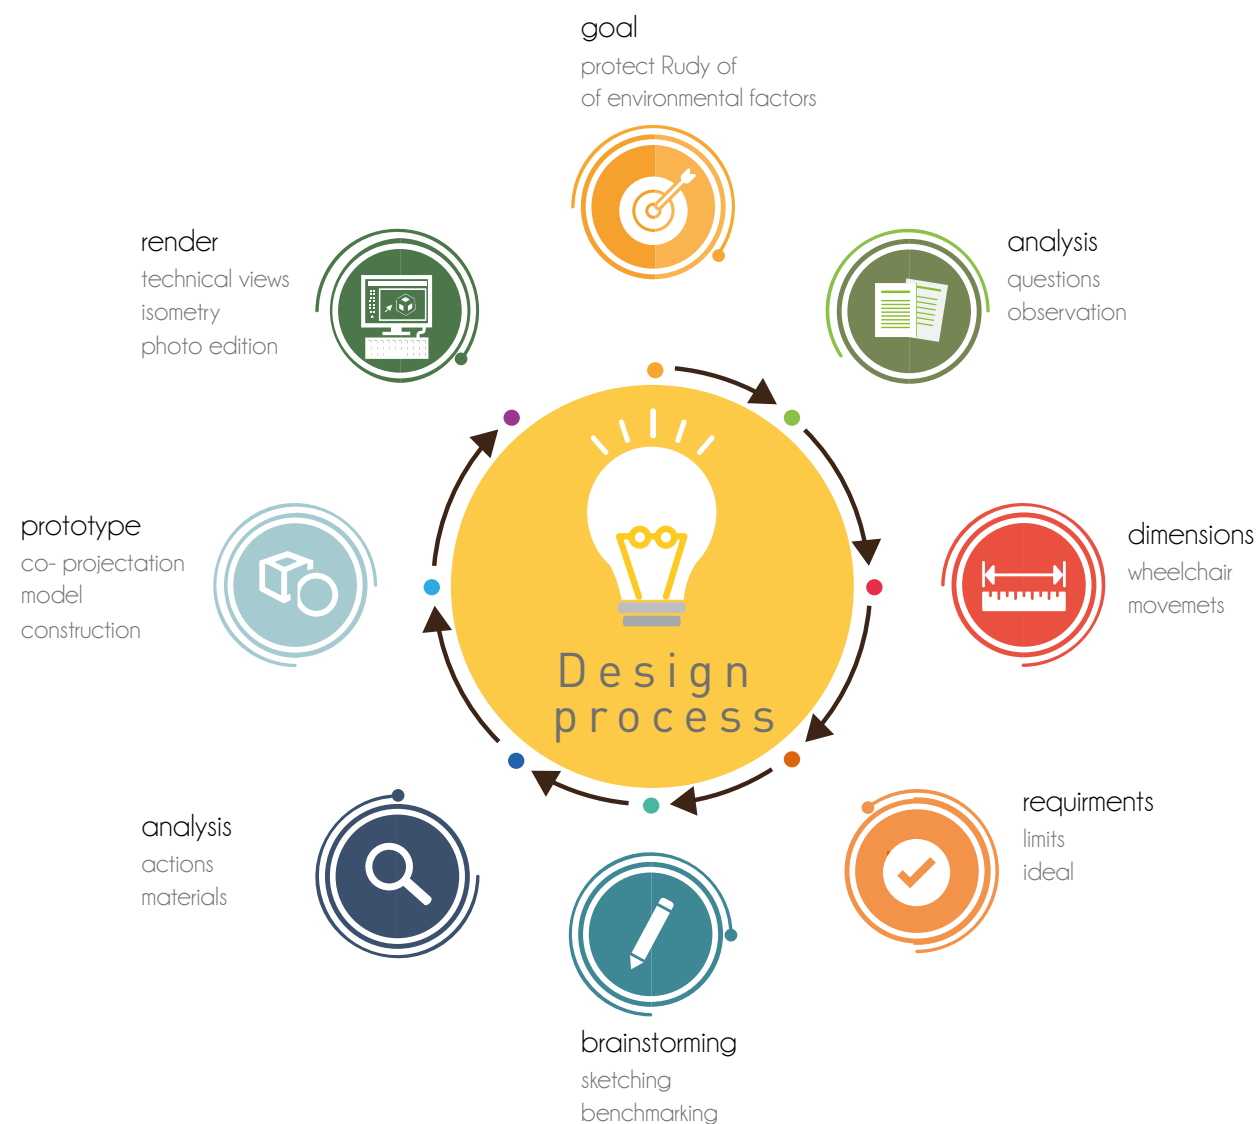 goal
protect Rudy of
of environmental factors
analysis
questions
observation
dimensions
wheelchair
movemets
requirments
limits
ideal
brainstorming
sketching
benchmarking
analysis
actions
materials
prototype
co- projectation
model
construction
render
technical views
isometry
photo edition
Design
process